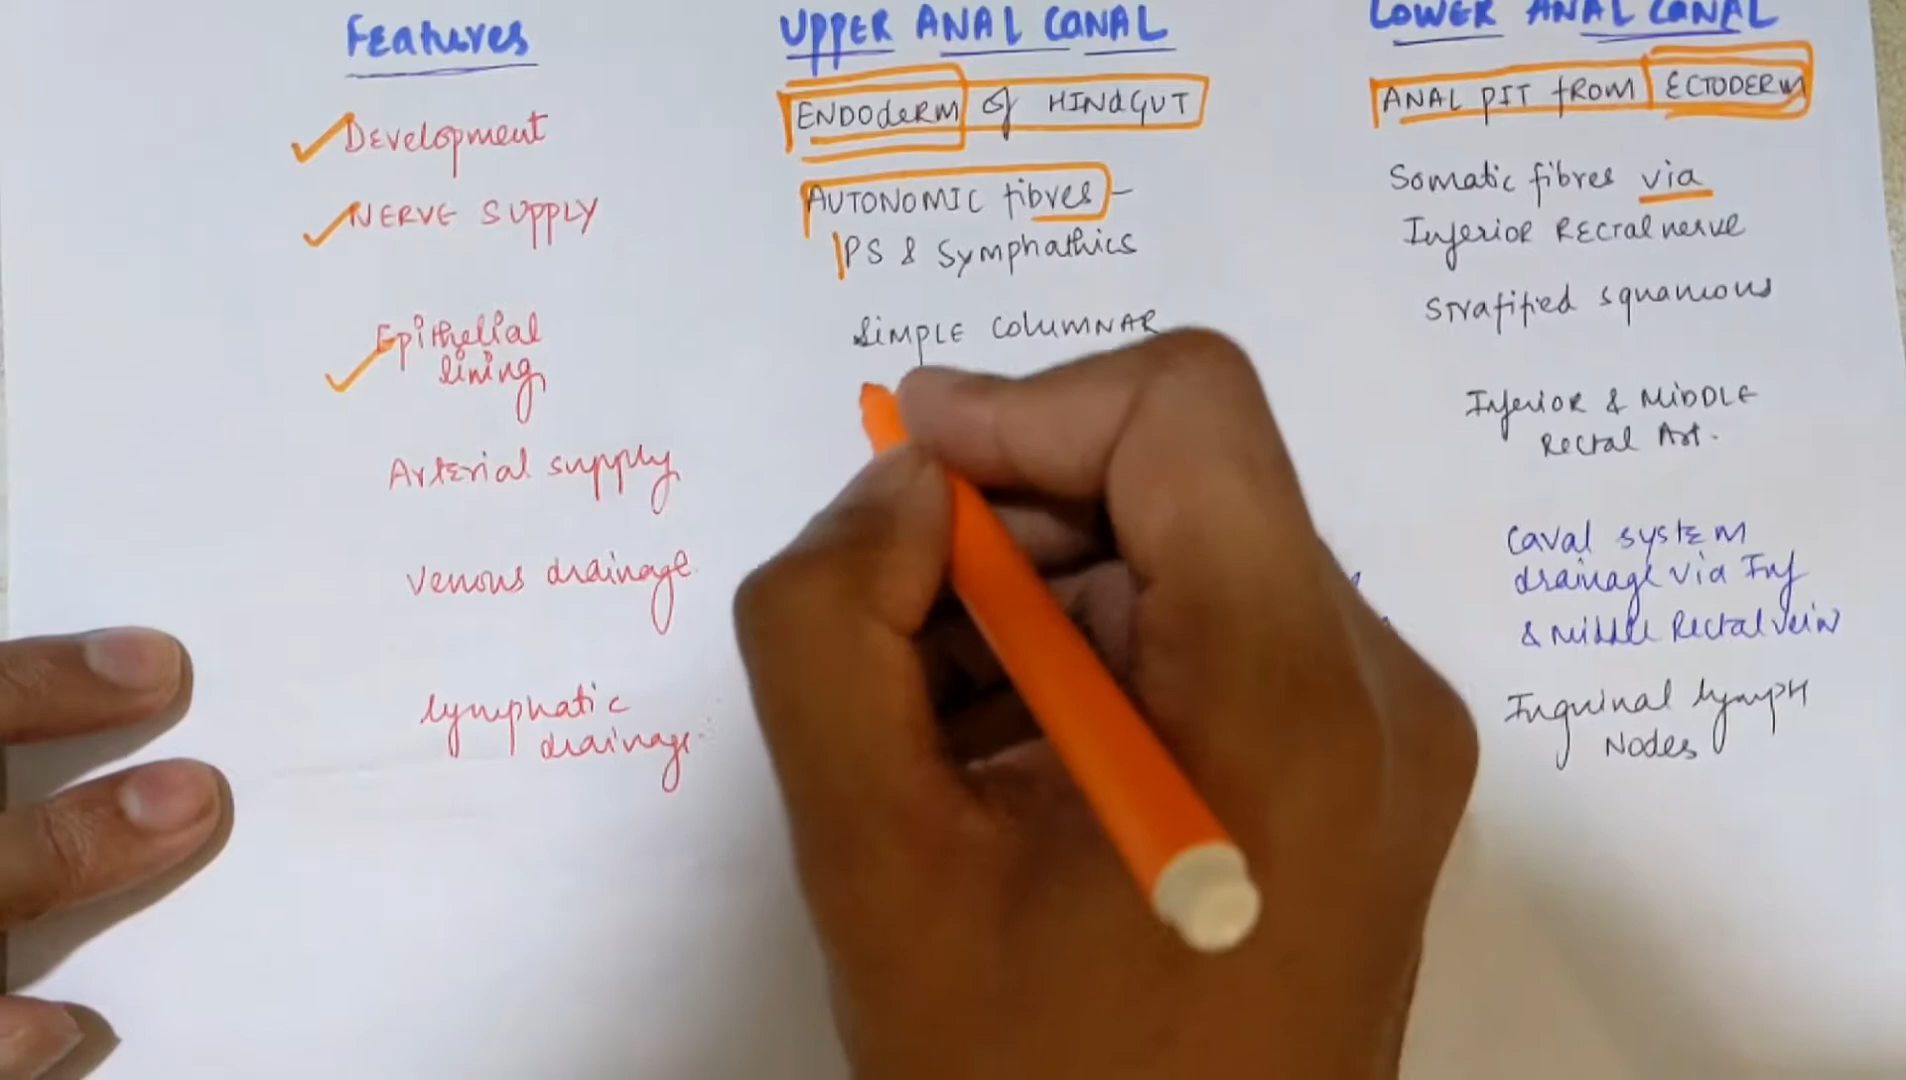 Features
UPPER ANAL CANAL
LOWER ANAL CANAL
Development
ENDOdERM of HINdGUT
ANAL PIT fROM ECTODERM
NERVE SUPPLY
AUTONOMIC fibres -
PS & Symphathics
Somatic fibres via
Inferior RECTAL nerve
Epithelial
lining
SIMPLE COLUMNAR
Stratified squamous
Arterial supply
Inferior & MIDDLE
Rectal Art.
Venous drainage
Caval system
drainage via Inf
& Middle Rectal vein
lymphatic
drainage
Inguinal lymph
Nodes